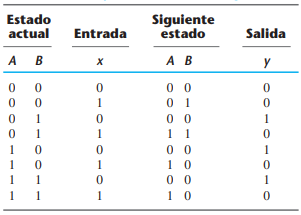 Estado Siguiente
actual Entrada estado Salida
A B x A B y
0 0 0 0 0 0
0 0 1 0 1 0
0 1 0 0 0 1
0 1 1 1 1 0
1 0 0 0 0 1
1 0 1 1 0 0
1 1 0 0 0 1
1 1 1 1 0 0